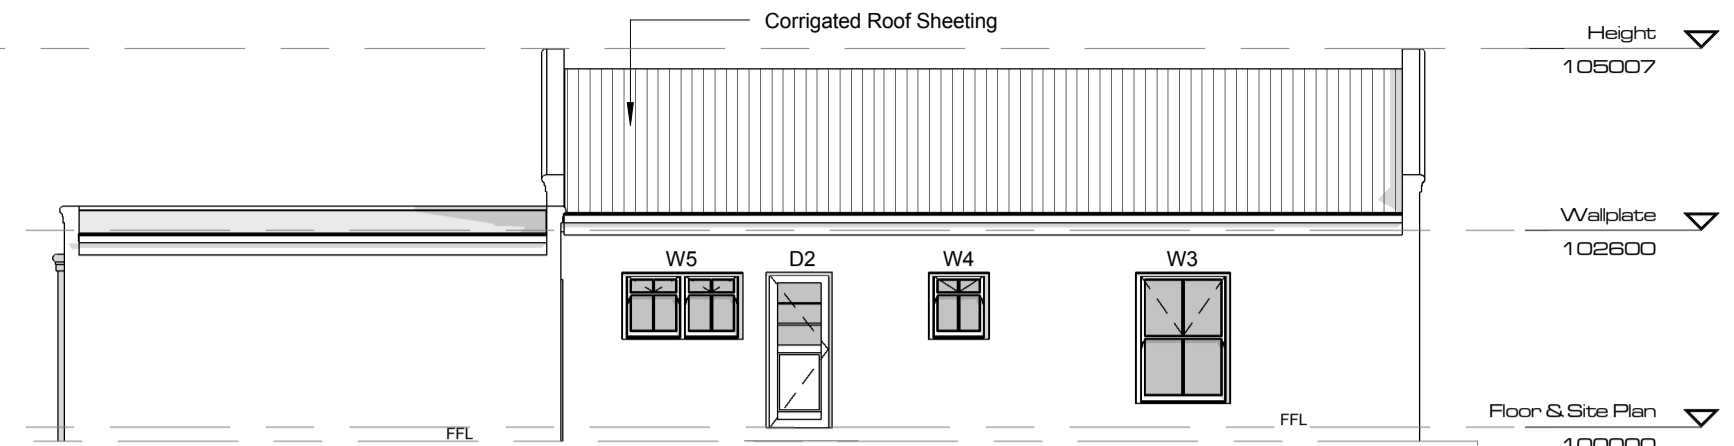 Corrigated Roof Sheeting
Height
105007
Wallplate
102600
W5
D2
W4
W3
Floor & Site Plan
FFL
FFL